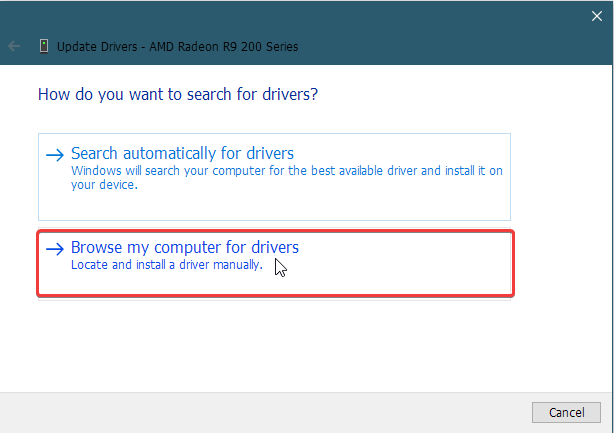 Update Drivers - AMD Radeon R9 200 Series
How do you want to search for drivers?
Search automatically for drivers
Windows will search your computer for the best available driver and install it on
your device.
Browse my computer for drivers
Locate and install a driver manually.
Cancel